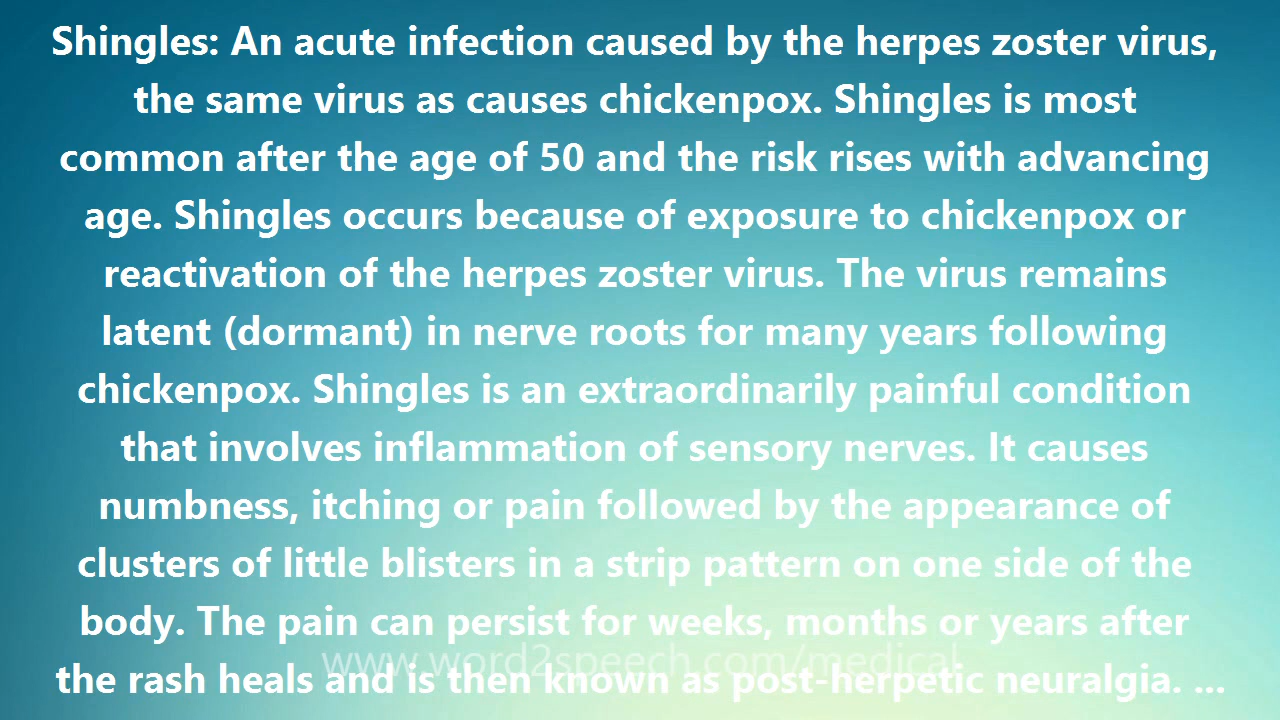 Shingles: An acute infection caused by the herpes zoster virus,
the same virus as causes chickenpox. Shingles is most
common after the age of 50 and the risk rises with advancing
age. Shingles occurs because of exposure to chickenpox or
reactivation of the herpes zoster virus. The virus remains
latent (dormant) in nerve roots for many years following
chickenpox. Shingles is an extraordinarily painful condition
that involves inflammation of sensory nerves. It causes
numbness, itching or pain followed by the appearance of
clusters of little blisters in a strip pattern on one side of the
body. The pain can persist for weeks, months or years after
www.word2speech.com/medical
the rash heals and is then known as post-herpetic neuralgia. ...